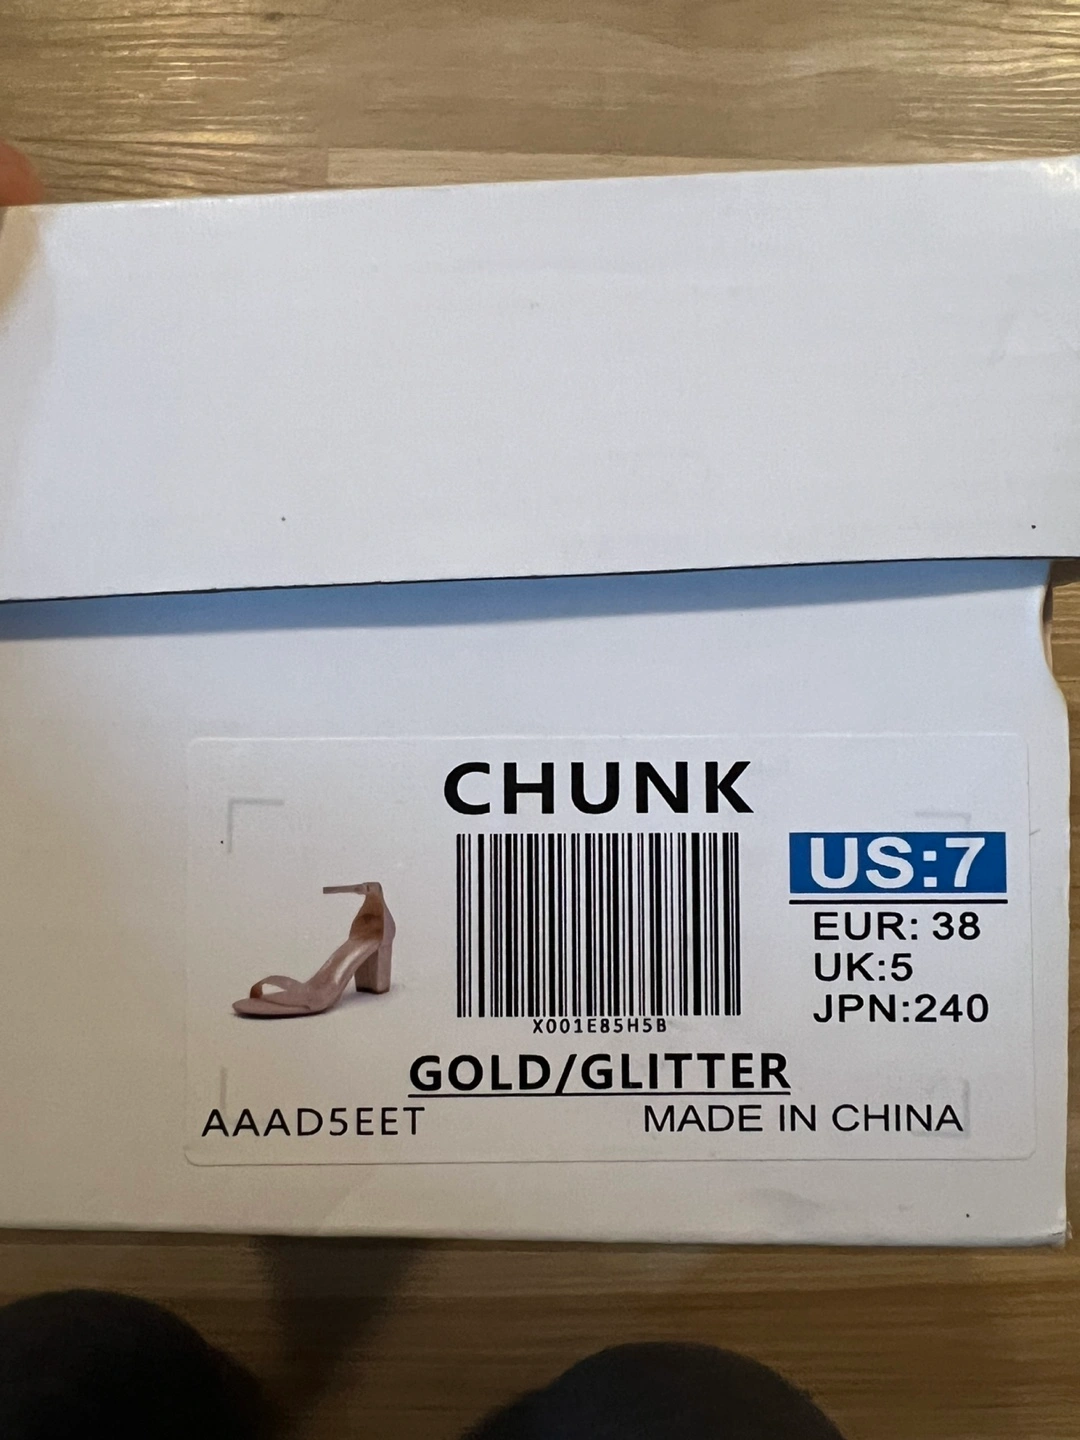 CHUNK
US:7
EUR: 38
UK:5
JPN:240
X001E85H5B
GOLD/GLITTER
AAAD5EET
MADE IN CHINA